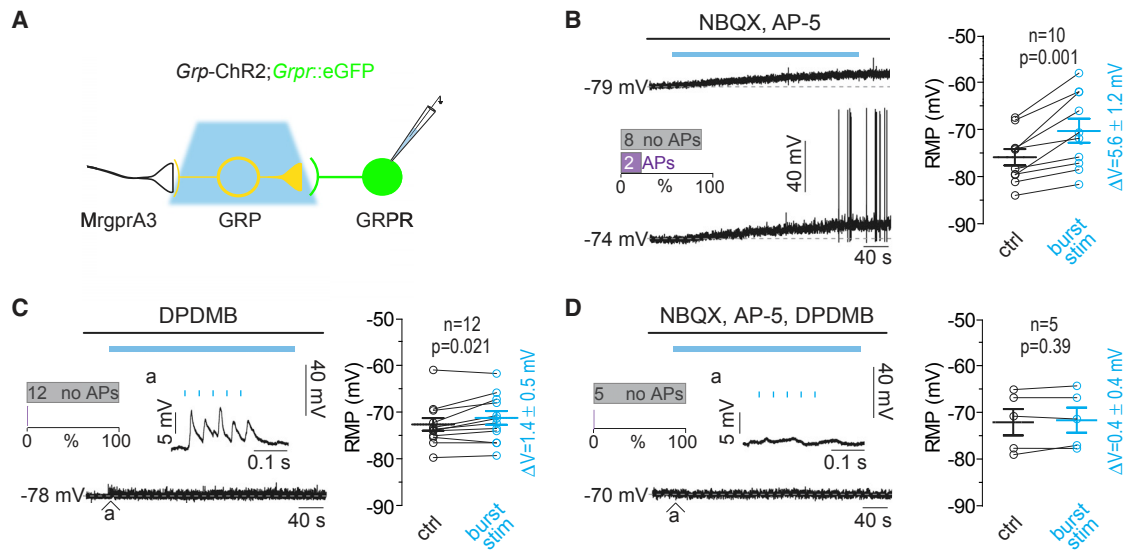 A
Grp-ChR2;Grpr::eGFP
MrgprA3
GRP
GRPR
B
NBQX, AP-5
-79 mV
8 no APs
2 APs
0 % 100
40 mV
-74 mV
40 s
-50
-60
-70
-80
-90
RMP (mV)
n=10
p=0.001
ctrl
burst
stim
ΔV=5.6 ± 1.2 mV
C
DPDMB
12 no APs
0 % 100
a
5 mV
0.1 s
40 mV
-78 mV
a
40 s
-50
-60
-70
-80
-90
RMP (mV)
n=12
p=0.021
ctrl
burst
stim
ΔV=1.4 ± 0.5 mV
D
NBQX, AP-5, DPDMB
5 no APs
0 % 100
a
5 mV
0.1 s
40 mV
-70 mV
a
40 s
-50
-60
-70
-80
-90
RMP (mV)
n=5
p=0.39
ctrl
burst
stim
ΔV=0.4 ± 0.4 mV